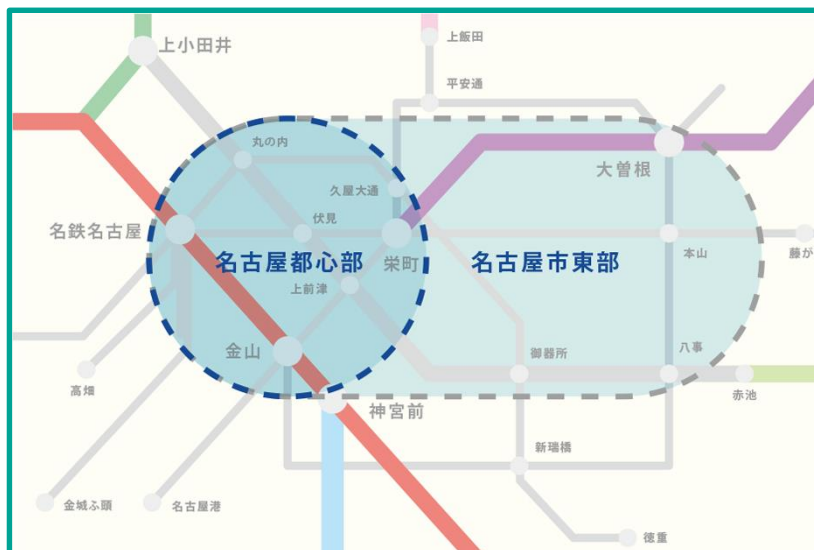 上飯田
上小田井
平安通
丸の内
大曽根
久屋大通
名鉄名古屋
伏見
本山
藤が
名古屋都心部
栄町
名古屋市東部
上前津
金山
御器所
八事
高畑
赤池
神宮前
新瑞橋
金城ふ頭
名古屋港
徳重